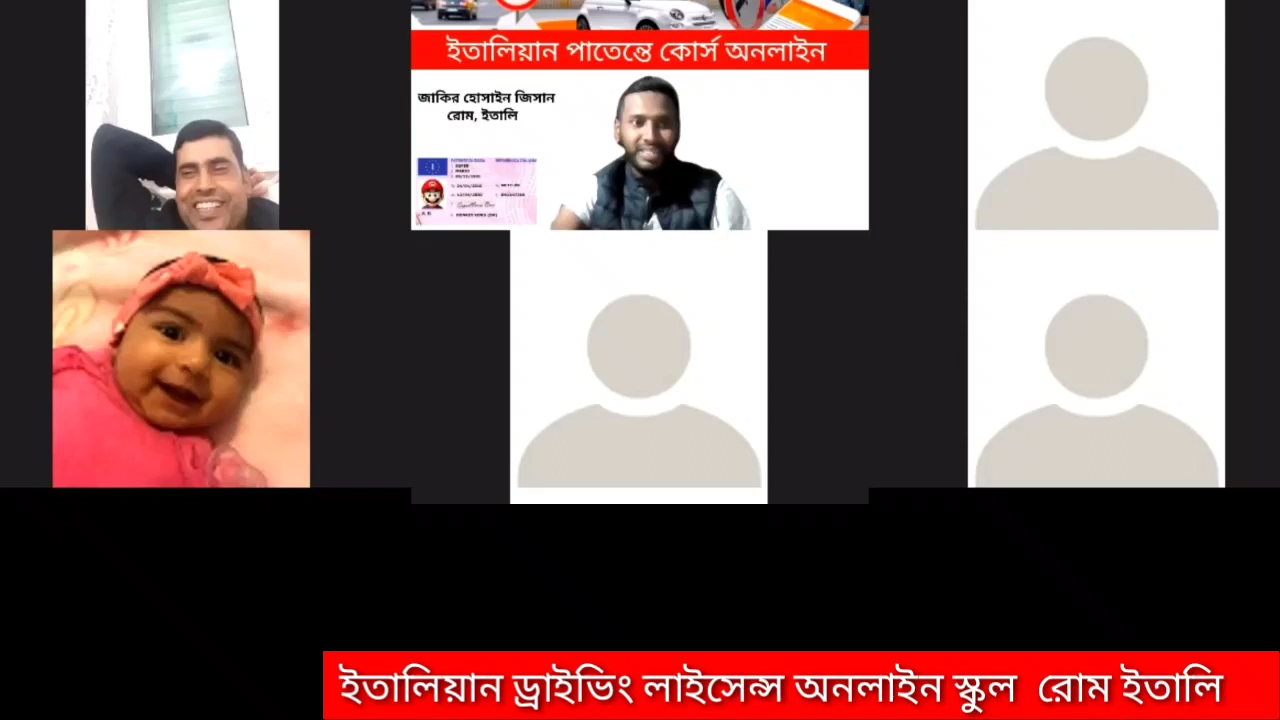 ইতালিয়ান পাতেন্তে কোর্স অনলাইন
জাকির হোসাইন জিসান
রোম, ইতালি
ইতালিয়ান ড্রাইভিং লাইসেন্স অনলাইন স্কুল রোম ইতালি